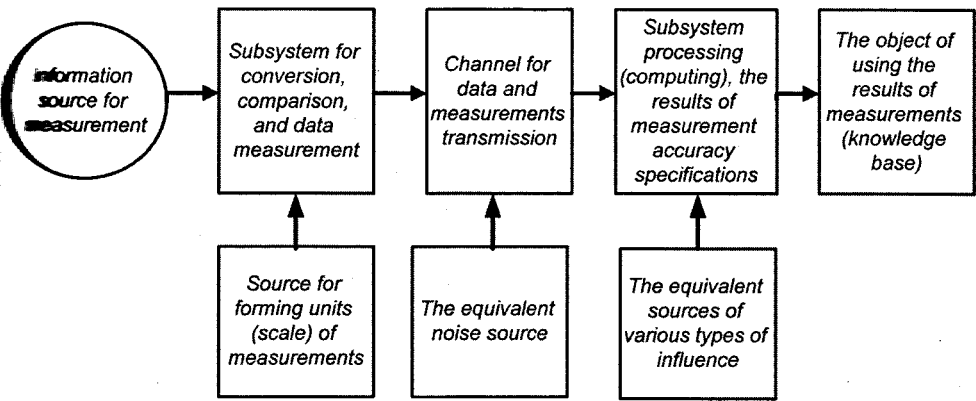 information
source for
measurement
Subsystem for
conversion,
comparison,
and data
measurement
Channel for
data and
measurements
transmission
Subsystem
processing
(computing), the
results of
measurement
accuracy
specifications
The object of
using the
results of
measurements
(knowledge
base)
Source for
forming units
(scale) of
measurements
The equivalent
noise source
The equivalent
sources of
various types of
influence